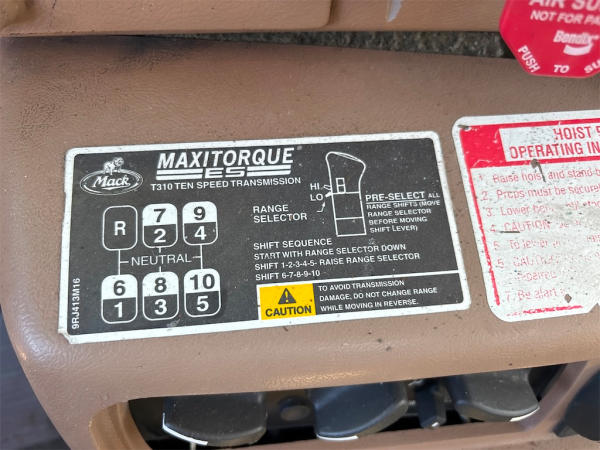 AIR SU
NOT FOR PA
Bendix
PUSH TO SU
Mack
MAXITORQUE
ES
T310 TEN SPEED TRANSMISSION
R
7
2
9
4
NEUTRAL
6
1
8
3
10
5
9RJ413M16
RANGE
SELECTOR
HI
LO
PRE-SELECT ALL
RANGE SHIFTS (MOVE
RANGE SELECTOR
BEFORE MOVING
SHIFT LEVER)
SHIFT SEQUENCE
START WITH RANGE SELECTOR DOWN
SHIFT 1-2-3-4-5- RAISE RANGE SELECTOR
SHIFT 6-7-8-9-10
CAUTION
TO AVOID TRANSMISSION
DAMAGE, DO NOT CHANGE RANGE
WHILE MOVING IN REVERSE.
HOIST
OPERATING IN
1. Raise hoist and stand-b
2. Props must be secure
3. Lower
4. CAUTION
5. To lower
6. CAU
7. Be